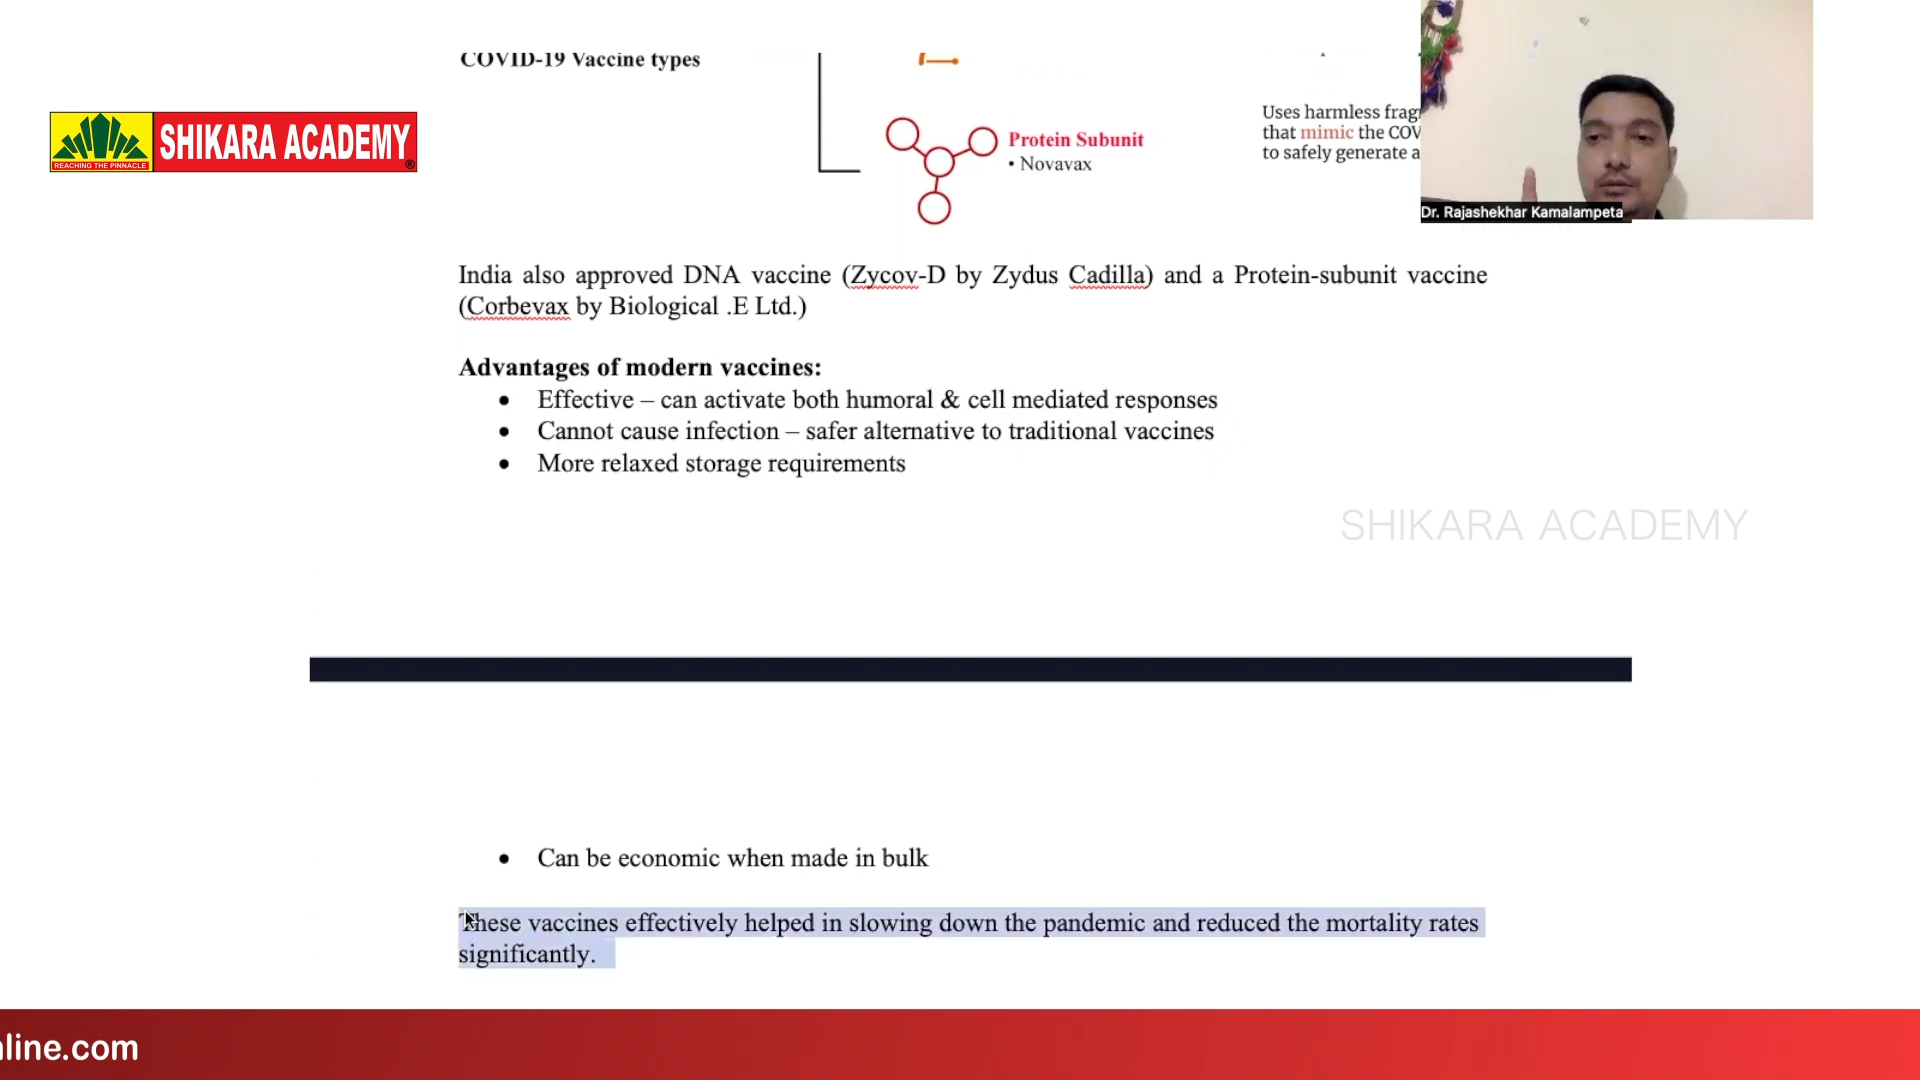 COVID-19 Vaccine types
SHIKARA ACADEMY
REACHING THE PINNACLE
®
Protein Subunit
• Novavax
Uses harmless frag
that mimic the COV
to safely generate a
Dr. Rajashekhar Kamalampeta
India also approved DNA vaccine (Zycov-D by Zydus Cadilla) and a Protein-subunit vaccine
(Corbevax by Biological .E Ltd.)
Advantages of modern vaccines:
• Effective – can activate both humoral & cell mediated responses
• Cannot cause infection – safer alternative to traditional vaccines
• More relaxed storage requirements
SHIKARA ACADEMY
• Can be economic when made in bulk
These vaccines effectively helped in slowing down the pandemic and reduced the mortality rates
significantly.
line.com